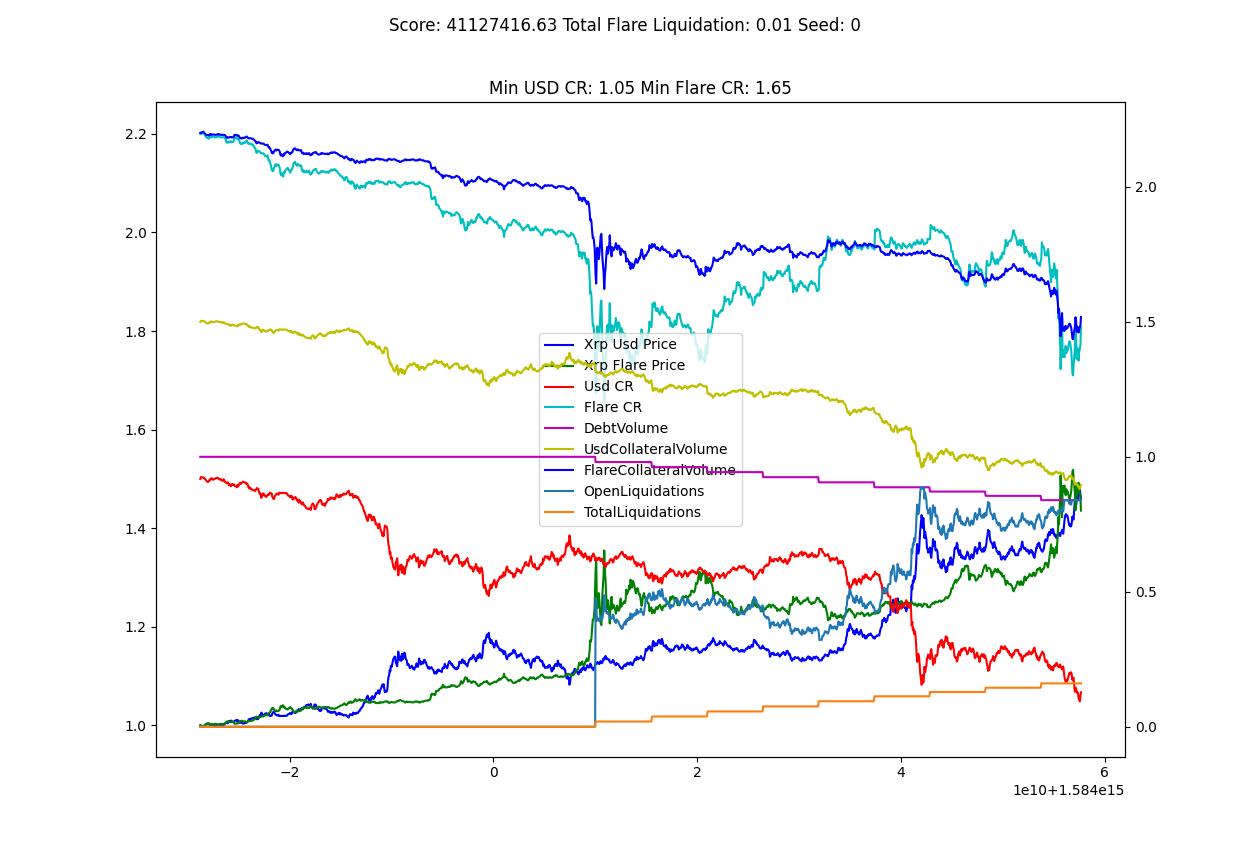 Score: 41127416.63 Total Flare Liquidation: 0.01 Seed: 0
Min USD CR: 1.05 Min Flare CR: 1.65
2.2
2.0
1.8
1.6
1.4
1.2
1.0
2.0
1.5
1.0
0.5
0.0
Xrp Usd Price
Xrp Flare Price
Usd CR
Flare CR
DebtVolume
UsdCollateralVolume
FlareCollateralVolume
OpenLiquidations
TotalLiquidations
−2 0 2 4 6
1e10+1.584e15